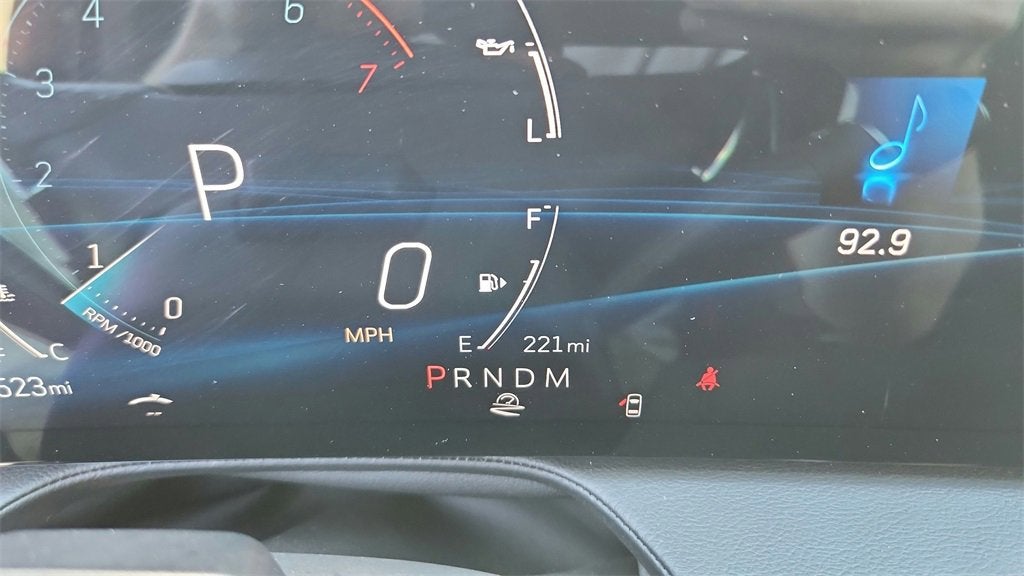 4 6
7
3
L
2
P
F
92.9
1
0
0
RPM/1000
MPH
E 221 mi
C
523mi
PRNDM